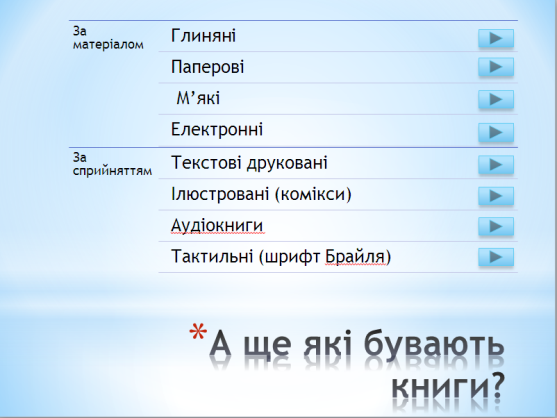 За
матеріалом
Глиняні
Паперові
М’які
Електронні
За
сприйняттям
Текстові друковані
Ілюстровані (комікси)
Аудіокниги
Тактильні (шрифт Брайля)
*А ще які бувають
книги?